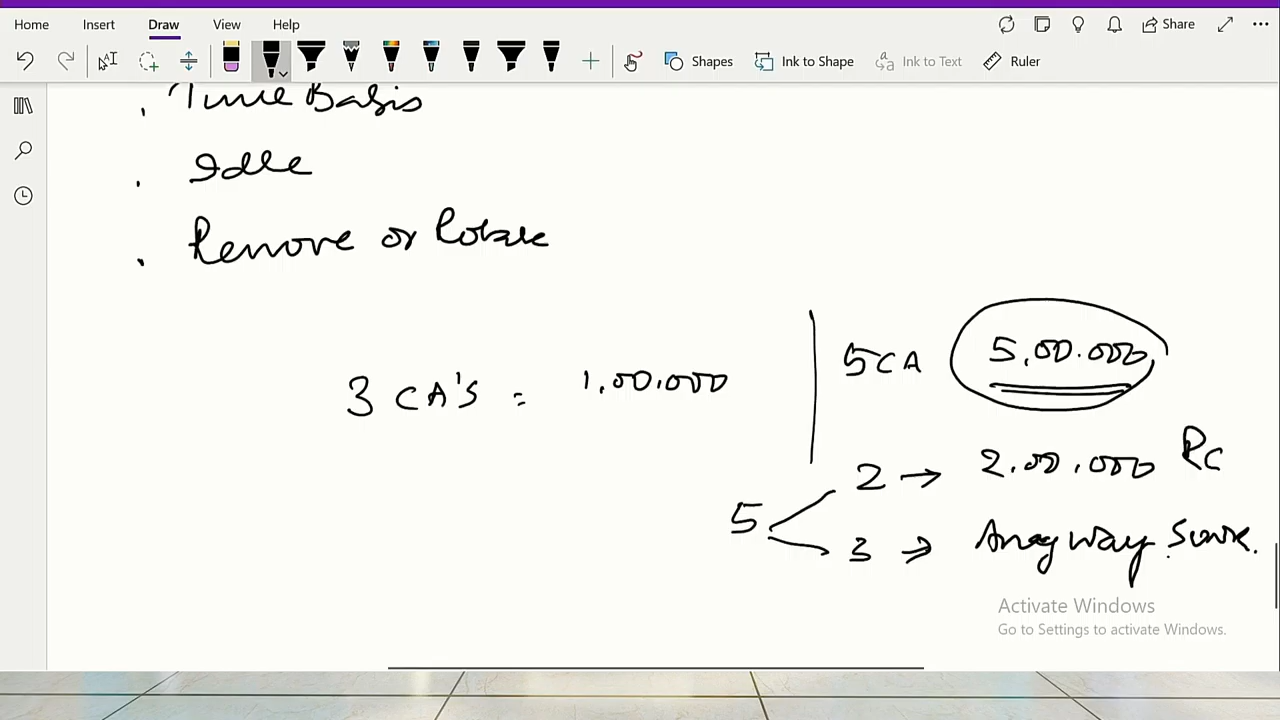 Home Insert Draw View Help Share
Ink to Shape Ink to Text Shapes Ruler
. Time Basis
. Idle
. Remove or Rotate
3 CA's = 1,00,000
5 CA 5,00,000
5 2 → 2,00,000 Rc
3 ⇒ Anyway
Activate Windows
Go to Settings to activate Windows.